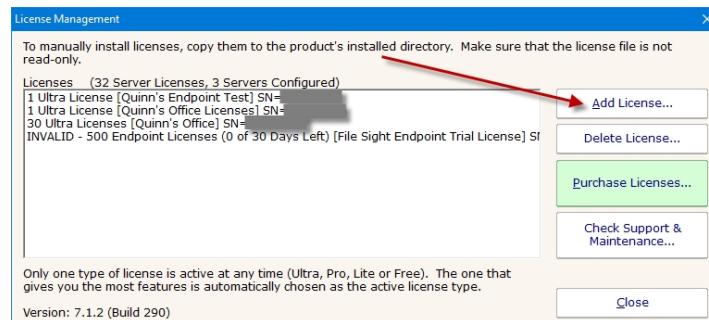 License Management
To manually install licenses, copy them to the product's installed directory. Make sure that the license file is not
read-only.
Licenses (32 Server Licenses, 3 Servers Configured)
1 Ultra License [Quinn's Endpoint Test] SN=
1 Ultra License [Quinn's Office Licenses] SN=
30 Ultra Licenses [Quinn's Office] SN=
INVALID - 500 Endpoint Licenses (0 of 30 Days Left) [File Sight Endpoint Trial License]
Add License...
Delete License...
Purchase Licenses...
Check Support &
Maintenance...
Only one type of license is active at any time (Ultra, Pro, Lite or Free). The one that
gives you the most features is automatically chosen as the active license type.
Close
Version: 7.1.2 (Build 290)